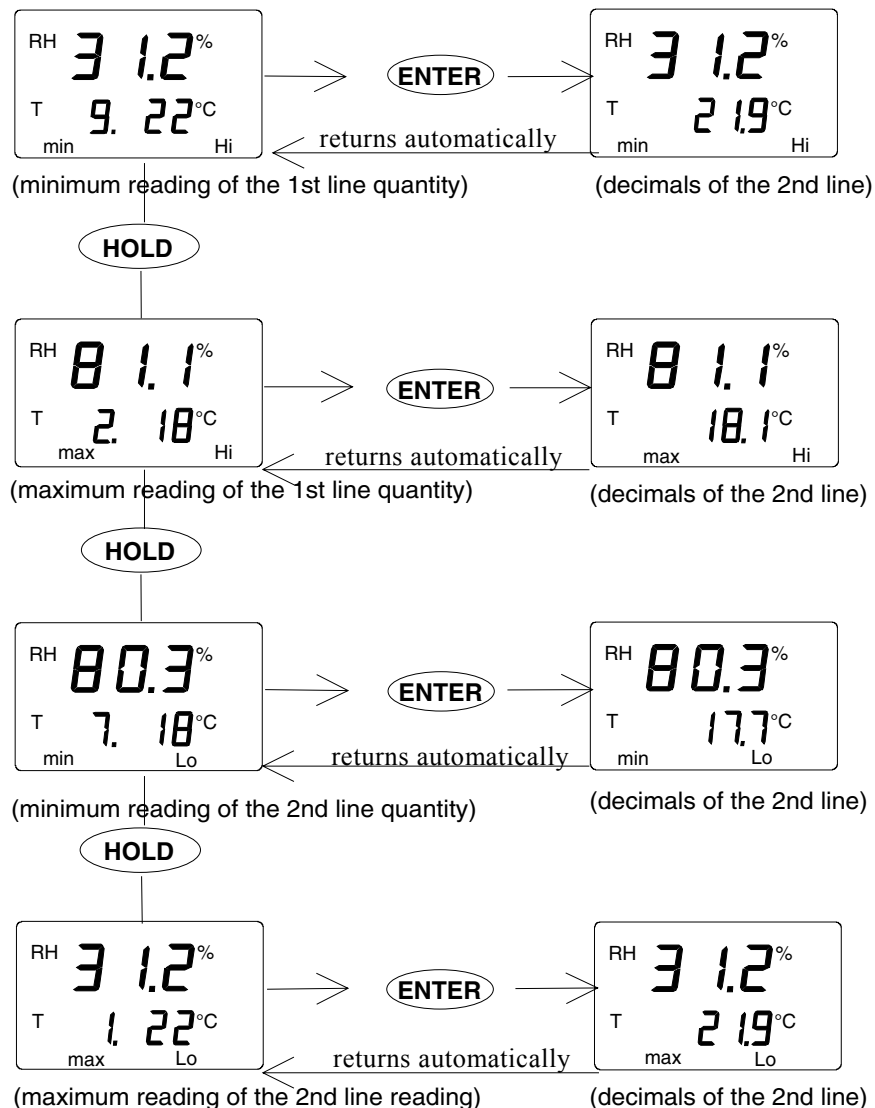 RH 31.2% ENTER RH 31.2%
T 9. 22°C T 21.9°C
min Hi returns automatically min Hi
(minimum reading of the 1st line quantity) (decimals of the 2nd line)
HOLD
RH 81.1% ENTER RH 81.1%
T 2. 18°C T 18.1°C
max Hi returns automatically max Hi
(maximum reading of the 1st line quantity) (decimals of the 2nd line)
HOLD
RH 80.3% ENTER RH 80.3%
T 7. 18°C T 17.7°C
min Lo returns automatically min Lo
(minimum reading of the 2nd line quantity) (decimals of the 2nd line)
HOLD
RH 31.2% ENTER RH 31.2%
T 1. 22°C T 21.9°C
max Lo returns automatically max Lo
(maximum reading of the 2nd line reading) (decimals of the 2nd line)